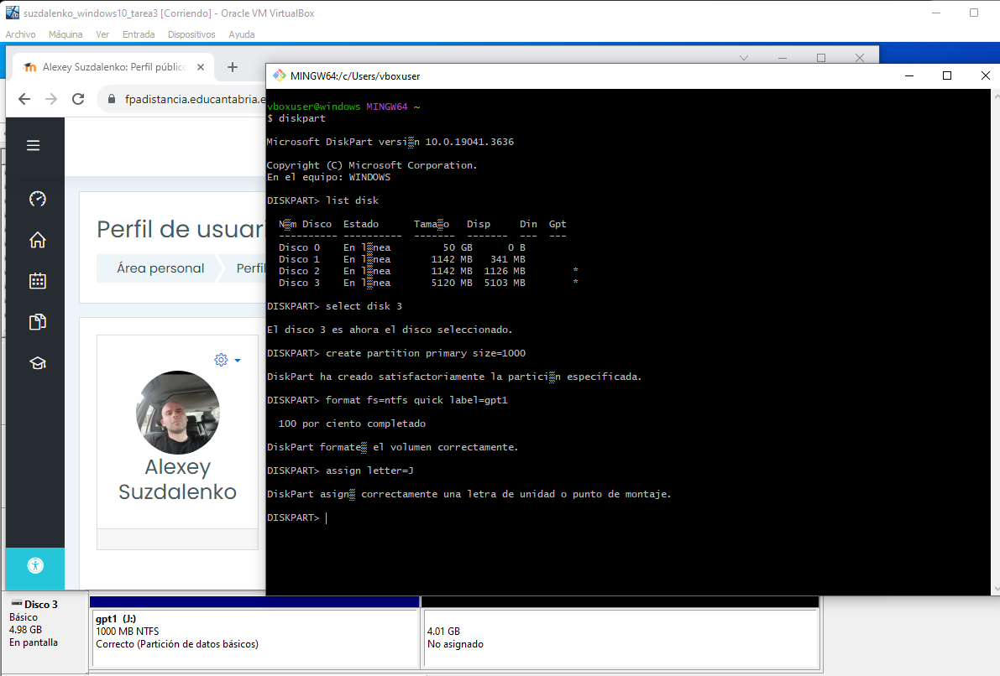 suzdalenko_windows10_tarea3 [Corriendo] - Oracle VM VirtualBox
Archivo Máquina Ver Entrada Dispositivos Ayuda
Alexey Suzdalenko: Perfil públic
fpadistancia.educantabria.e
Perfil de usuari
Área personal Perfil
Alexey
Suzdalenko
MINGW64:/c/Users/vboxuser
vboxuser@windows MINGW64 ~
$ diskpart
Microsoft DiskPart versi▒n 10.0.19041.3636
Copyright (C) Microsoft Corporation.
En el equipo: WINDOWS
DISKPART> list disk
N▒m Disco Estado Tama▒o Disp Din Gpt
---------- ---------- ------- ------- --- ---
Disco 0 En l▒nea 50 GB 0 B
Disco 1 En l▒nea 1142 MB 341 MB
Disco 2 En l▒nea 1142 MB 1126 MB *
Disco 3 En l▒nea 5120 MB 5103 MB *
DISKPART> select disk 3
El disco 3 es ahora el disco seleccionado.
DISKPART> create partition primary size=1000
DiskPart ha creado satisfactoriamente la partici▒n especificada.
DISKPART> format fs=ntfs quick label=gpt1
100 por ciento completado
DiskPart formate▒ el volumen correctamente.
DISKPART> assign letter=J
DiskPart asign▒ correctamente una letra de unidad o punto de montaje.
DISKPART>
Disco 3
Básico
4.98 GB
En pantalla
gpt1 (J:)
1000 MB NTFS
Correcto (Partición de datos básicos)
4.01 GB
No asignado